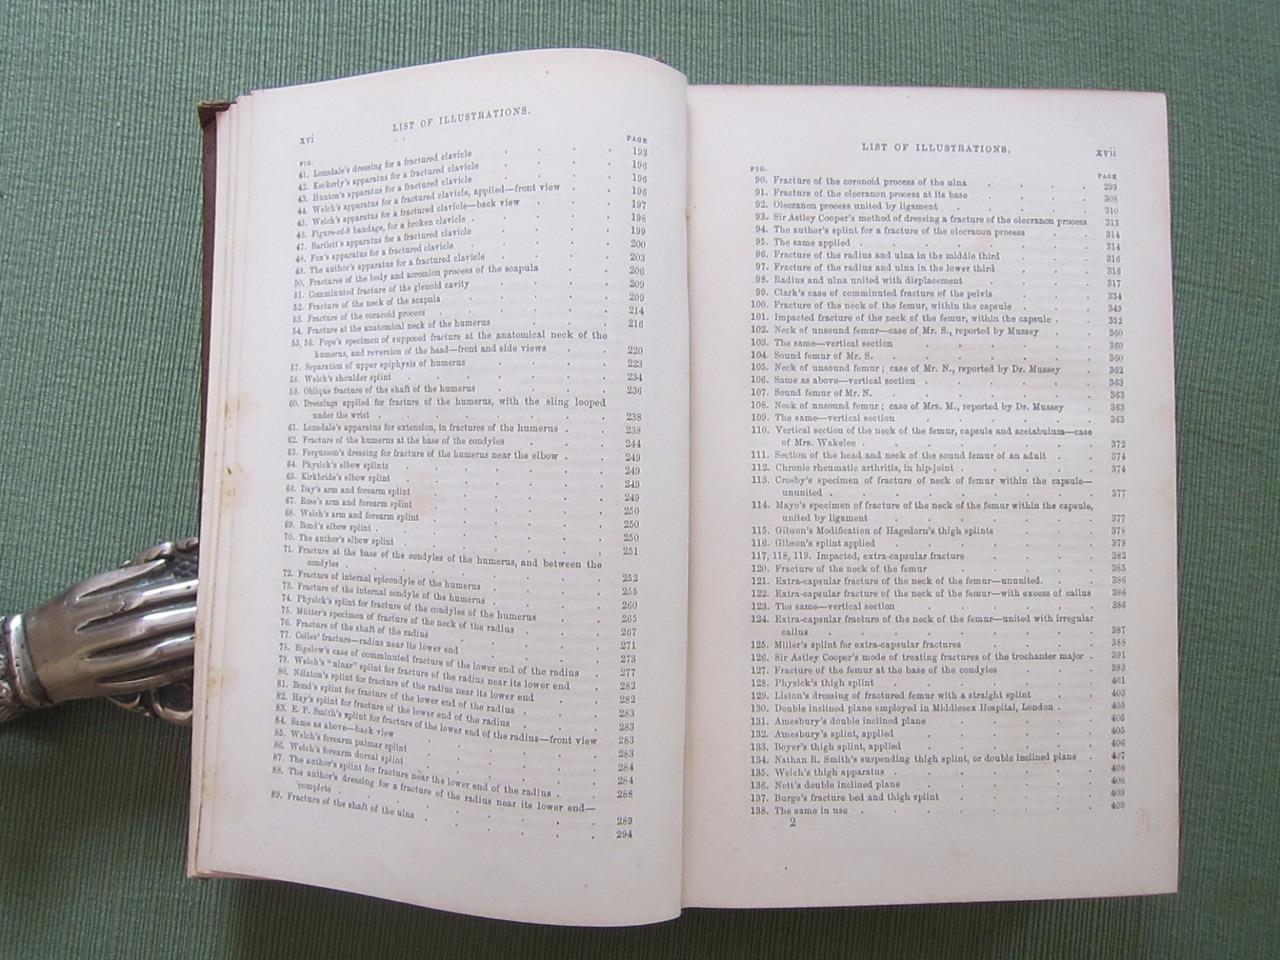 xvi LIST OF ILLUSTRATIONS.
FIG. PAGE
41. Lonsdale's dressing for a fractured clavicle . . . . 193
42. Keckerly's apparatus for a fractured clavicle . . . . 196
43. Hunton's apparatus for a fractured clavicle . . . . 196
44. Welch's apparatus for a fractured clavicle, applied—front view . . 196
45. Welch's apparatus for a fractured clavicle—back view . . . 197
46. Figure-of-8 bandage, for a broken clavicle . . . . 198
47. Bartlett's apparatus for a fractured clavicle . . . . 199
48. Fox's apparatus for a fractured clavicle . . . . 200
49. The author's apparatus for a fractured clavicle . . . . 203
50. Fractures of the body and acromion process of the scapula . . 206
51. Comminuted fracture of the glenoid cavity . . . . 209
52. Fracture of the neck of the scapula . . . . 209
53. Fracture of the coracoid process . . . . 214
54. Fracture at the anatomical neck of the humerus . . . . 216
55, 56. Pope's specimen of supposed fracture at the anatomical neck of the
humerus, and reversion of the head—front and side views . . 220
57. Separation of upper epiphysis of humerus . . . . 223
58. Welch's shoulder splint . . . . 234
59. Oblique fracture of the shaft of the humerus . . . . 236
60. Dressings applied for fracture of the humerus, with the sling looped
under the wrist . . . . 238
61. Lonsdale's apparatus for extension, in fractures of the humerus . . 238
62. Fracture of the humerus at the base of the condyles . . . 244
63. Fergusson's dressing for fracture of the humerus near the elbow . . 249
64. Physick's elbow splints . . . . 249
65. Kirkbride's elbow splint . . . . 249
66. Day's arm and forearm splint . . . . 249
67. Rose's arm and forearm splint . . . . 250
68. Welch's arm and forearm splint . . . . 250
69. Bond's elbow splint . . . . 250
70. The author's elbow splint . . . . 251
71. Fracture at the base of the condyles of the humerus, and between the
condyles . . . . 252
72. Fracture of internal epicondyle of the humerus . . . . 255
73. Fracture of the internal condyle of the humerus . . . . 260
74. Physick's splint for fracture of the condyles of the humerus . . 265
75. Mütter's specimen of fracture of the neck of the radius . . . 267
76. Fracture of the shaft of the radius . . . . 271
77. Colles' fracture—radius near its lower end . . . . 273
78. Bigelow's case of comminuted fracture of the lower end of the radius . 277
79. Welch's "ulnar" splint for fracture of the radius near its lower end . 282
80. Nélaton's splint for fracture of the radius near its lower end . . 282
81. Bond's splint for fracture of the lower end of the radius . . 283
82. Hay's splint for fracture of the lower end of the radius . . 283
83. E. P. Smith's splint for fracture of the lower end of the radius—front view 283
84. Same as above—back view . . . . 283
85. Welch's forearm palmar splint . . . . 284
86. Welch's forearm dorsal splint . . . . 284
87. The author's splint for fracture near the lower end of the radius . . 288
88. The author's dressing for a fracture of the radius near its lower end—
complete . . . . 289
89. Fracture of the shaft of the ulna . . . . 294
LIST OF ILLUSTRATIONS. xvii
FIG. PAGE
90. Fracture of the coronoid process of the ulna . . . . 299
91. Fracture of the olecranon process at its base . . . . 308
92. Olecranon process united by ligament . . . . 310
93. Sir Astley Cooper's method of dressing a fracture of the olecranon process 313
94. The author's splint for a fracture of the olecranon process . . 314
95. The same applied . . . . 314
96. Fracture of the radius and ulna in the middle third . . . 316
97. Fracture of the radius and ulna in the lower third . . . 316
98. Radius and ulna united with displacement . . . . 317
99. Clark's case of comminuted fracture of the pelvis . . . 334
100. Fracture of the neck of the femur, within the capsule . . . 349
101. Impacted fracture of the neck of the femur, within the capsule . . 352
102. Neck of unsound femur—case of Mr. S., reported by Mussey . . 360
103. The same—vertical section . . . . 360
104. Sound femur of Mr. S. . . . . 360
105. Neck of unsound femur; case of Mr. N., reported by Dr. Mussey . . 362
106. Same as above—vertical section . . . . 363
107. Sound femur of Mr. N. . . . . 363
108. Neck of unsound femur; case of Mrs. M., reported by Dr. Mussey . . 363
109. The same—vertical section . . . . 363
110. Vertical section of the neck of the femur, capsule and acetabulum—case
of Mrs. Wakelee . . . . 372
111. Section of the head and neck of the sound femur of an adult . . 374
112. Chronic rheumatic arthritis, in hip-joint . . . . 374
113. Crosby's specimen of fracture of neck of femur within the capsule—
ununited . . . . 377
114. Mayo's specimen of fracture of the neck of the femur within the capsule,
united by ligament . . . . 377
115. Gibson's Modification of Hagedorn's thigh splints . . . 378
116. Gibson's splint applied . . . . 379
117, 118, 119. Impacted, extra-capsular fracture . . . . 382
120. Fracture of the neck of the femur . . . . 385
121. Extra-capsular fracture of the neck of the femur—ununited. . . 386
122. Extra-capsular fracture of the neck of the femur—with excess of callus 386
123. The same—vertical section . . . . 386
124. Extra-capsular fracture of the neck of the femur—united with irregular
callus . . . . 387
125. Miller's splint for extra-capsular fractures . . . . 388
126. Sir Astley Cooper's mode of treating fractures of the trochanter major . 391
127. Fracture of the femur at the base of the condyles . . . 393
128. Physick's thigh splint . . . . 401
129. Liston's dressing of fractured femur with a straight splint . . 403
130. Double inclined plane employed in Middlesex Hospital, London . . 405
131. Amesbury's double inclined plane . . . . 405
132. Amesbury's splint, applied . . . . 405
133. Boyer's thigh splint, applied . . . . 406
134. Nathan R. Smith's suspending thigh splint, or double inclined plane 407
135. Welch's thigh apparatus . . . . 408
136. Nott's double inclined plane . . . . 408
137. Burge's fracture bed and thigh splint . . . . 409
138. The same in use . . . . 409
2